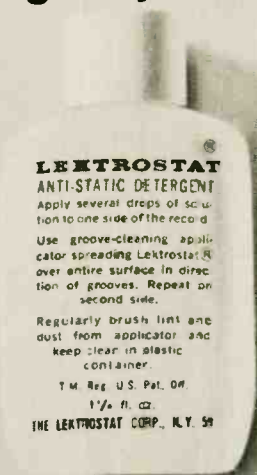 ®
LEKTROSTAT
ANTI-STATIC DETERGENT
Apply several drops of solu-
tion to one side of the record
Use groove-cleaning appli-
cator spreading Lektrostat®
over entire surface in direc-
tion of grooves. Repeat on
second side.
Regularly brush lint and
dust from applicator and
keep clean in plastic
container.
T M. Reg. U.S. Pat. Off.
fl. oz.
THE LEKTROSTAT CORP., N.Y. 59